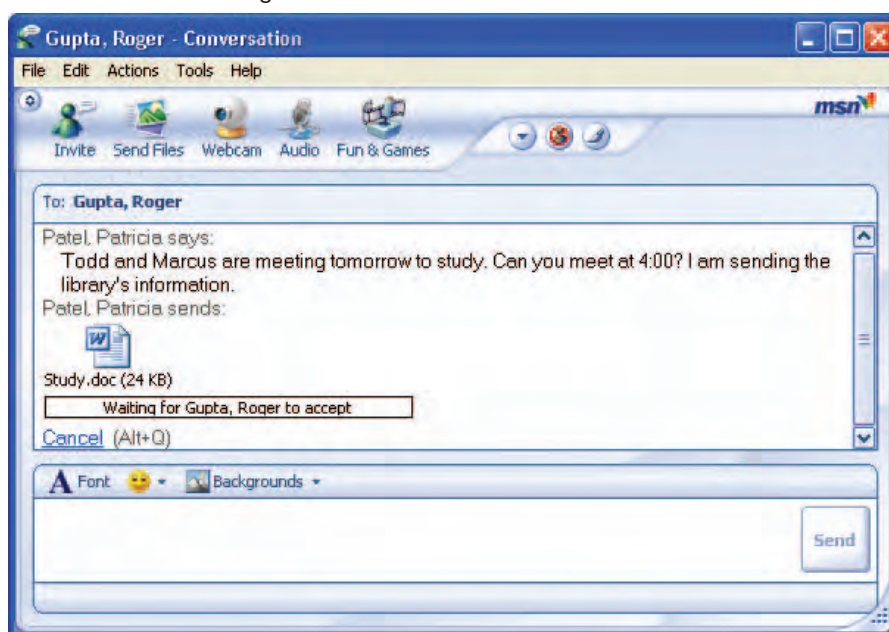 Gupta, Roger - Conversation
File Edit Actions Tools Help
msn
Invite Send Files Webcam Audio Fun & Games
To: Gupta, Roger
Patel, Patricia says:
Todd and Marcus are meeting tomorrow to study. Can you meet at 4:00? I am sending the
library's information.
Patel, Patricia sends:
W
Study.doc (24 KB)
Waiting for Gupta, Roger to accept
Cancel (Alt+Q)
A Font Backgrounds
Send